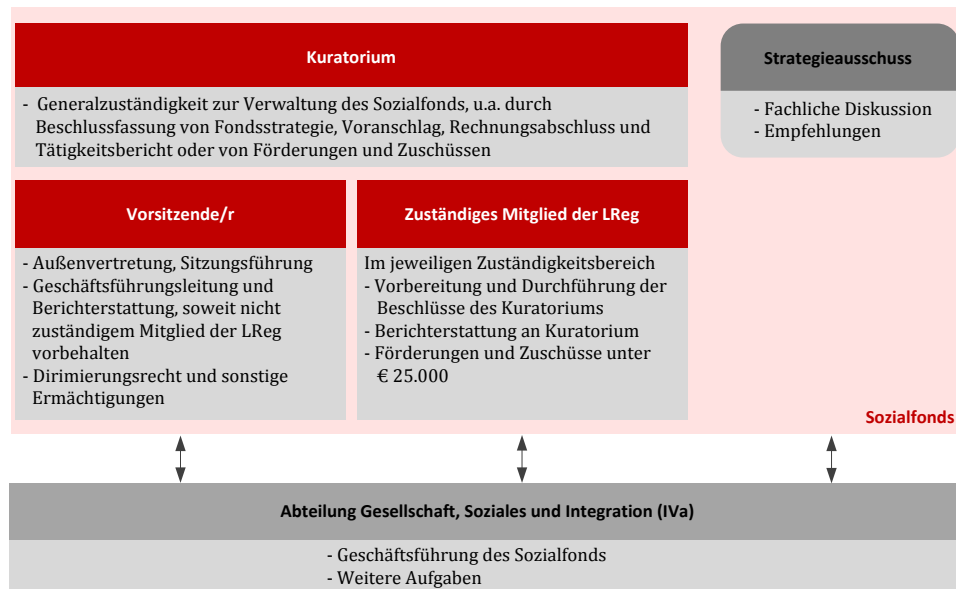 Kuratorium
- Generalzuständigkeit zur Verwaltung des Sozialfonds, u.a. durch
Beschlussfassung von Fondsstrategie, Voranschlag, Rechnungsabschluss und
Tätigkeitsbericht oder von Förderungen und Zuschüssen
Strategieausschuss
- Fachliche Diskussion
- Empfehlungen
Vorsitzende/r
- Außenvertretung, Sitzungsführung
- Geschäftsführungsleitung und
Berichterstattung, soweit nicht
zuständigem Mitglied der LReg
vorbehalten
- Dirimierungsrecht und sonstige
Ermächtigungen
Zuständiges Mitglied der LReg
Im jeweiligen Zuständigkeitsbereich
- Vorbereitung und Durchführung der
Beschlüsse des Kuratoriums
- Berichterstattung an Kuratorium
- Förderungen und Zuschüsse unter
€ 25.000
Sozialfonds
Abteilung Gesellschaft, Soziales und Integration (IVa)
- Geschäftsführung des Sozialfonds
- Weitere Aufgaben